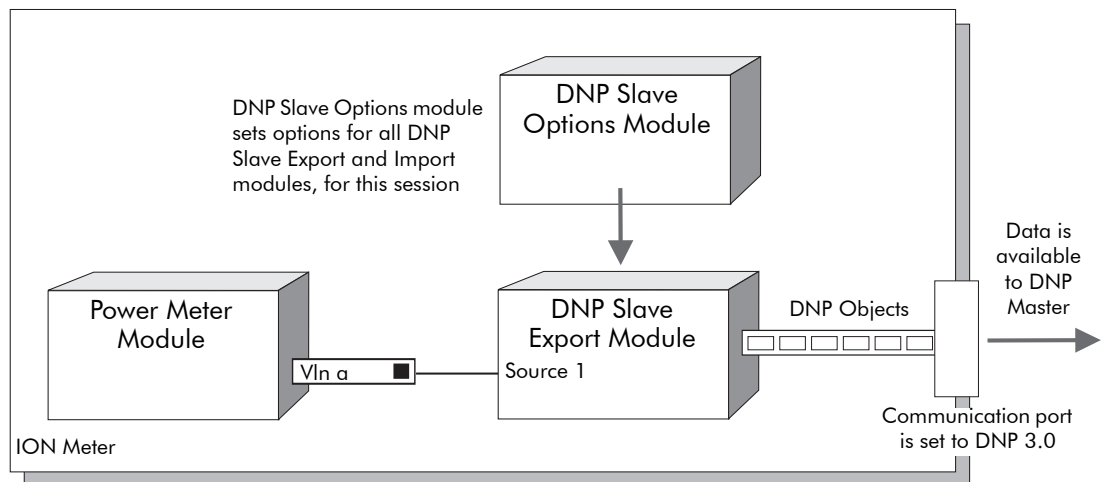 DNP Slave Options module
sets options for all DNP
Slave Export and Import
modules, for this session
DNP Slave
Options Module
Power Meter
Module
Vln a
DNP Slave
Export Module
Source 1
DNP Objects
Data is
available
to DNP
Master
Communication port
is set to DNP 3.0
ION Meter